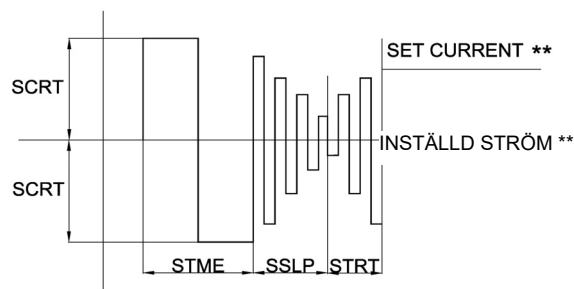 SET CURRENT **
SCRT
INSTÄLLD STRÖM **
SCRT
STME SSLP STRT